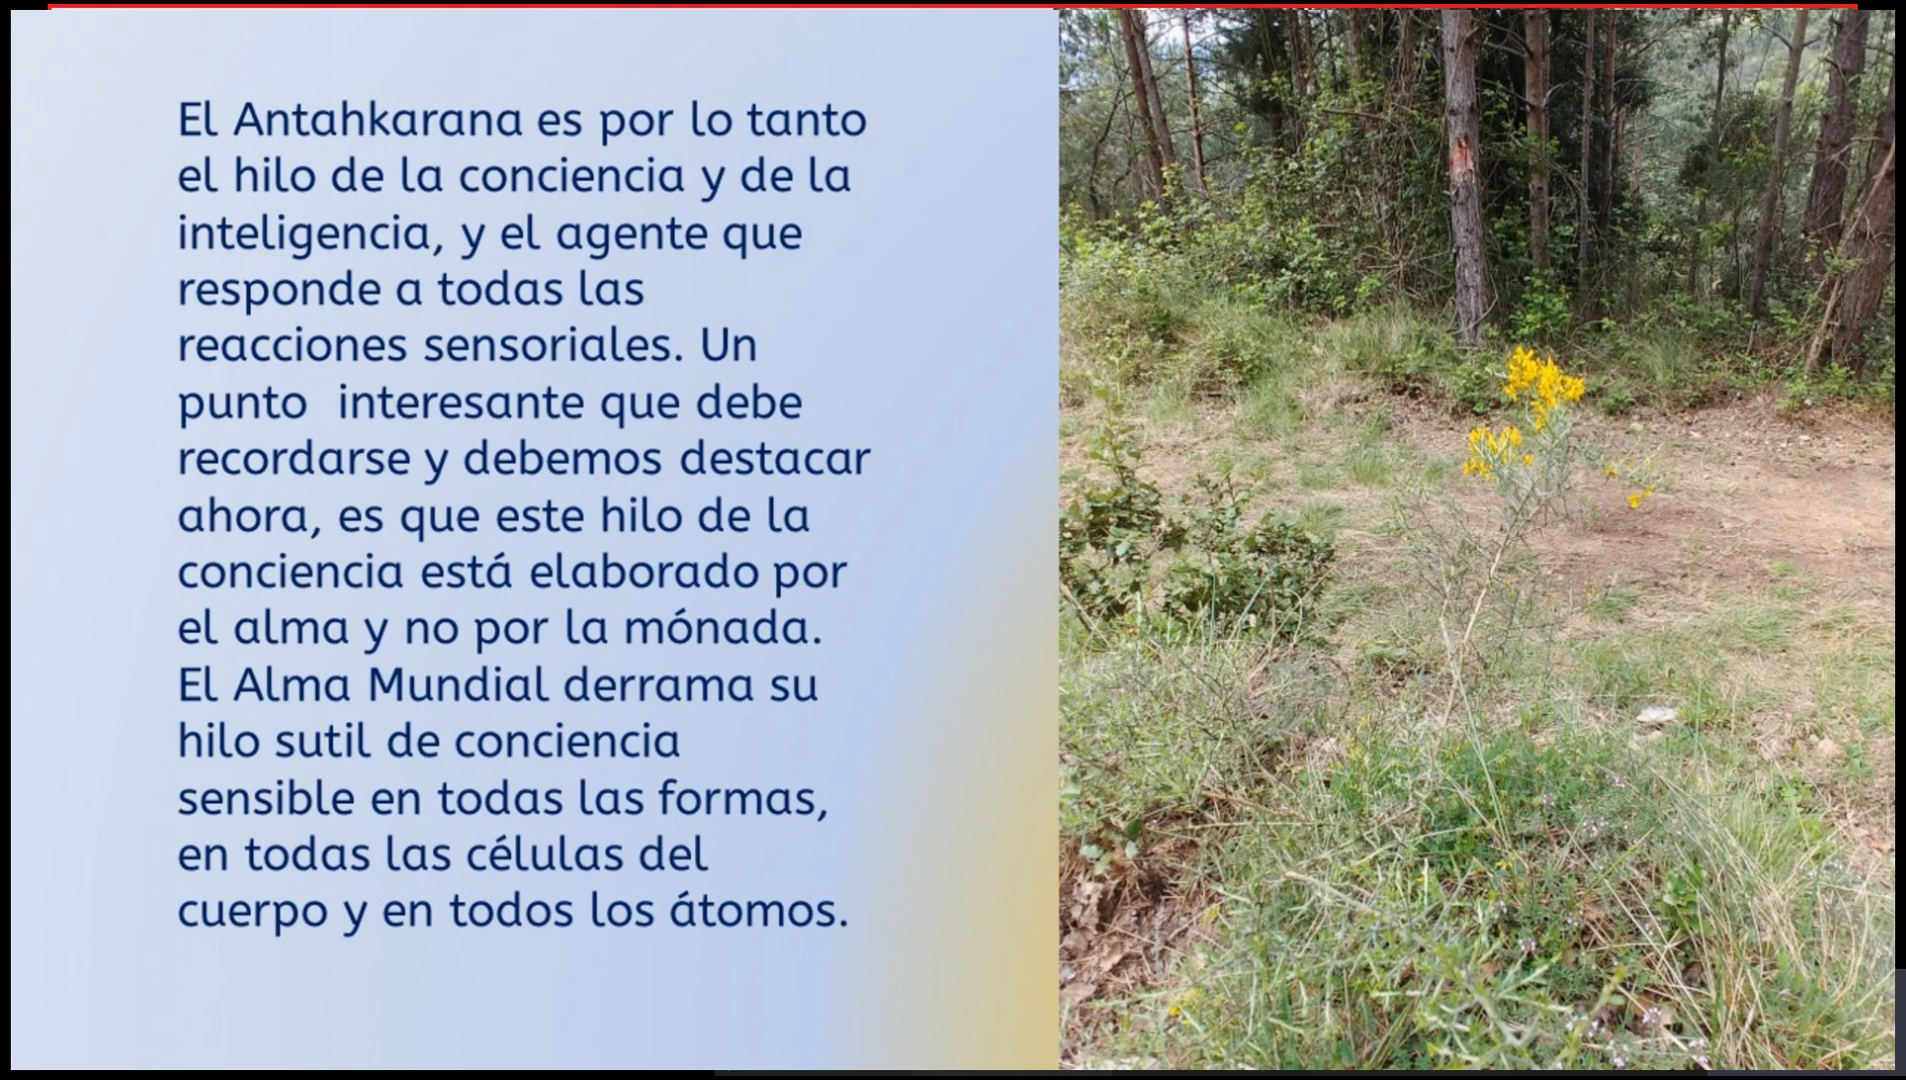 El Antahkarana es por lo tanto
el hilo de la conciencia y de la
inteligencia, y el agente que
responde a todas las
reacciones sensoriales. Un
punto  interesante que debe
recordarse y debemos destacar
ahora, es que este hilo de la
conciencia está elaborado por
el alma y no por la mónada.
El Alma Mundial derrama su
hilo sutil de conciencia
sensible en todas las formas,
en todas las células del
cuerpo y en todos los átomos.